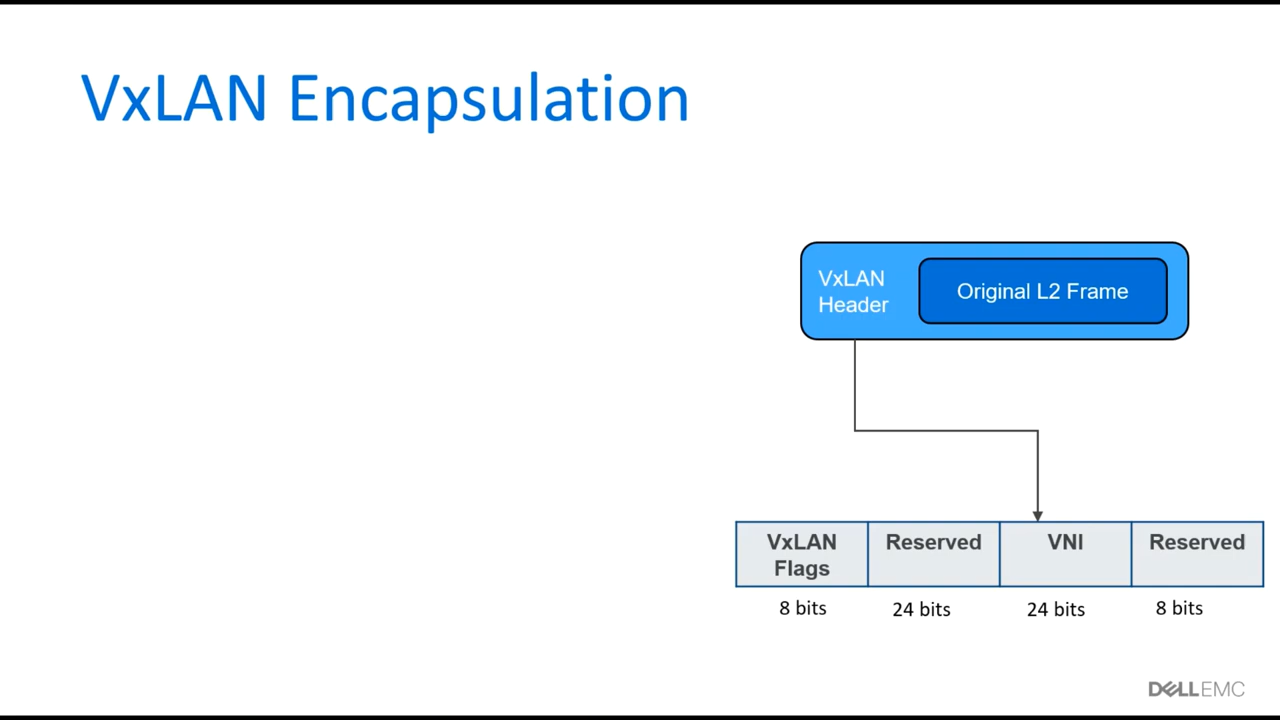 VxLAN Encapsulation
VxLAN
Header
Original L2 Frame
VxLAN
Flags
Reserved
VNI
Reserved
8 bits
24 bits
24 bits
8 bits
DELLEMC